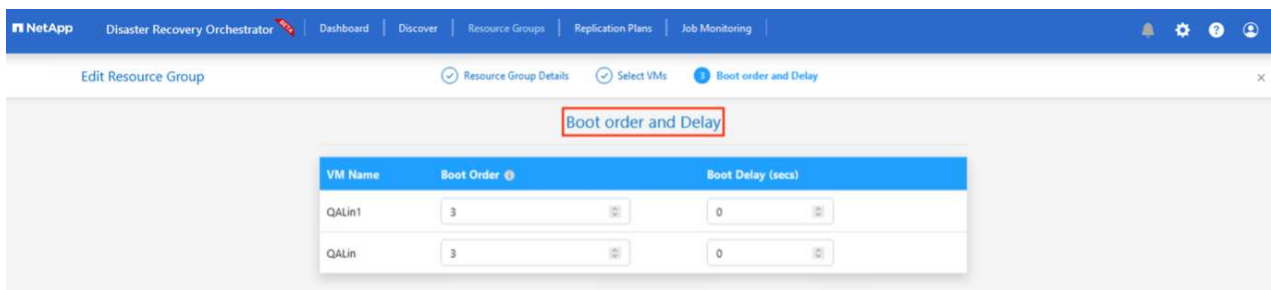 NetApp Disaster Recovery Orchestrator BETA Dashboard Discover Resource Groups Replication Plans Job Monitoring
Edit Resource Group Resource Group Details Select VMs 3 Boot order and Delay
Boot order and Delay
VM Name Boot Order Boot Delay (secs)
QALin1 3 0
QALin 3 0